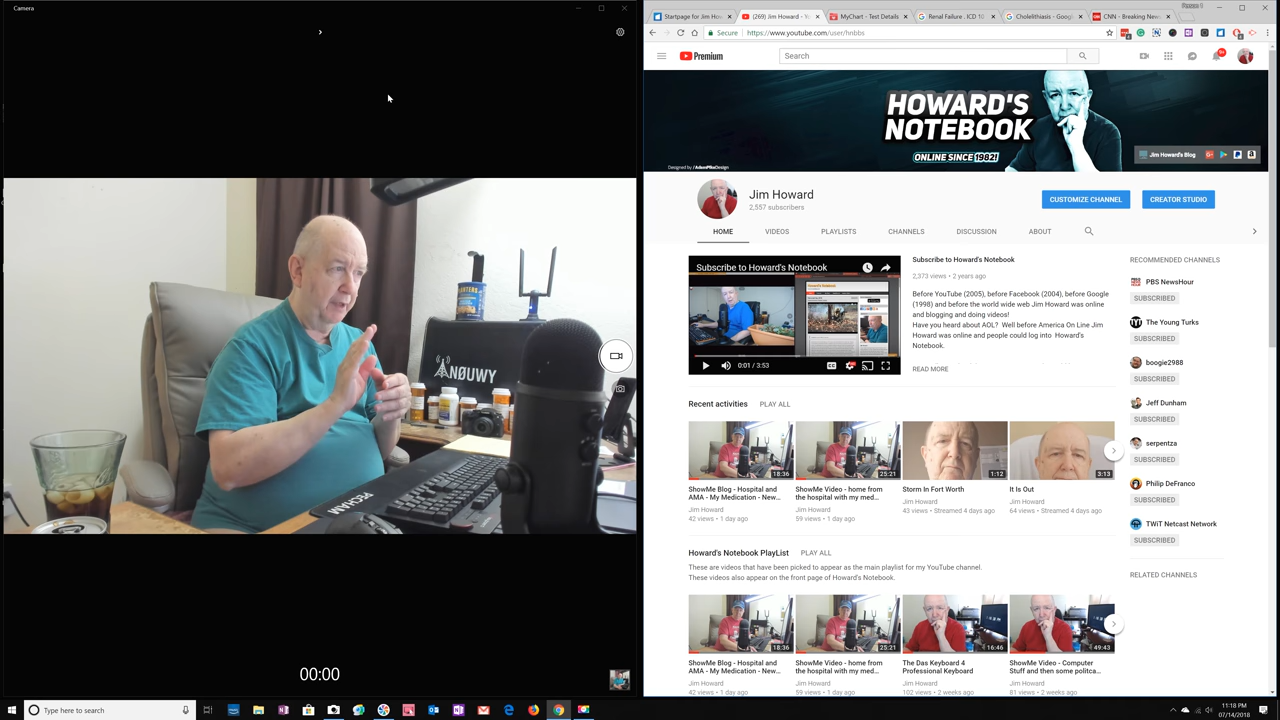 Camera
Startpage for Jim Hou
(269) Jim Howard - Y
MyChart - Test Details
Renal Failure . ICD 10
Cholelithiasis - Goog
CNN - Breaking New
Secure
https://www.youtube.com/user/hnbbs
Premium
Search
9+
HOWARD'S
NOTEBOOK
ONLINE SINCE 1982!
Designed by /AdamPikeDesign
Jim Howard's Blog
Jim Howard
2,557 subscribers
CUSTOMIZE CHANNEL
CREATOR STUDIO
HOME
VIDEOS
PLAYLISTS
CHANNELS
DISCUSSION
ABOUT
Subscribe to Howard's Notebook
0:01 / 3:53
Subscribe to Howard's Notebook
2,373 views • 2 years ago
Before YouTube (2005), before Facebook (2004), before Google
(1998) and before the world wide web Jim Howard was online
and blogging and doing videos!
Have you heard about AOL? Well before America On Line Jim
Howard was online and people could log into Howard's
Notebook.
READ MORE
RECOMMENDED CHANNELS
PBS NewsHour
SUBSCRIBED
The Young Turks
SUBSCRIBED
boogie2988
SUBSCRIBED
Jeff Dunham
SUBSCRIBED
serpentza
SUBSCRIBED
Philip DeFranco
SUBSCRIBED
TWiT Netcast Network
SUBSCRIBED
RELATED CHANNELS
Recent activities PLAY ALL
18:36
25:21
1:12
3:13
ShowMe Blog - Hospital and
AMA - My Medication - New...
Jim Howard
42 views • 1 day ago
ShowMe Video - home from
the hospital with my med...
Jim Howard
59 views • 1 day ago
Storm In Fort Worth
Jim Howard
43 views • Streamed 4 days ago
It Is Out
Jim Howard
64 views • Streamed 4 days ago
Howard's Notebook PlayList PLAY ALL
These are videos that have been picked to appear as the main playlist for my YouTube channel.
These videos also appear on the front page of Howard's Notebook.
18:36
25:21
16:46
49:43
ShowMe Blog - Hospital and
AMA - My Medication - New...
Jim Howard
42 views • 1 day ago
ShowMe Video - home from
the hospital with my med...
Jim Howard
59 views • 1 day ago
The Das Keyboard 4
Professional Keyboard
Jim Howard
102 views • 2 weeks ago
ShowMe Video - Computer
Stuff and then some politca...
Jim Howard
81 views • 2 weeks ago
00:00
Type here to search
11:18 PM
07/14/2018